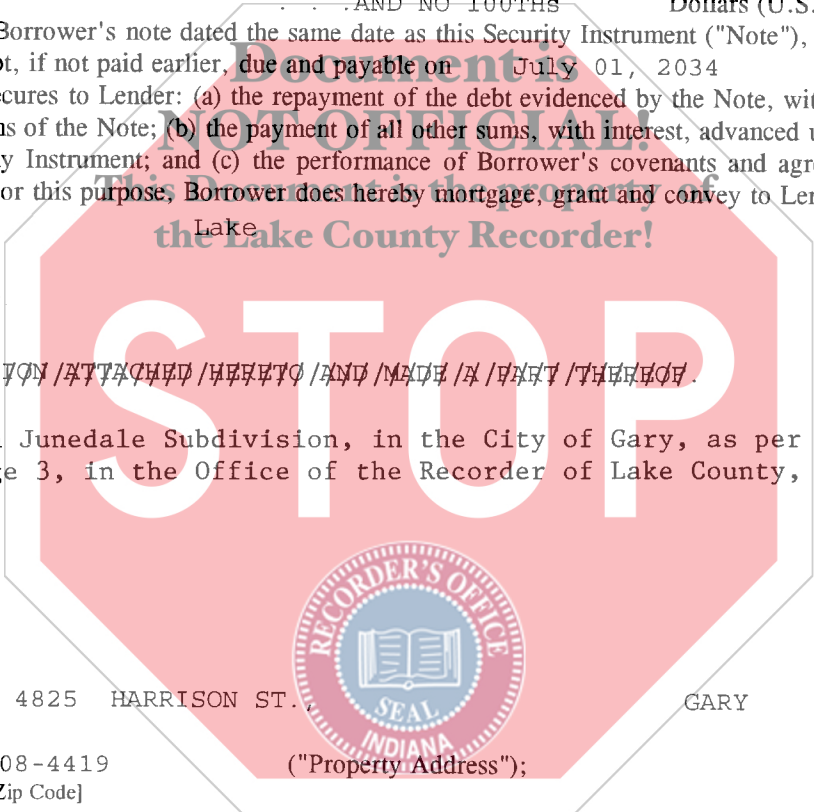 . . .AND NO 100THS Dollars (U.S.
Borrower's note dated the same date as this Security Instrument ("Note"),
if not paid earlier, due and payable on July 01, 2034
Document is
ecures to Lender: (a) the repayment of the debt evidenced by the Note,
of the Note; (b) the payment of all other sums, with interest, advanced
NOT OFFICIAL!
Instrument; and (c) the performance of Borrower's covenants and
or this purpose, Borrower does hereby mortgage, grant and convey to
This Document is the property of
Lake
the Lake County Recorder!
STOP
ION /ATTACHED /HERETO /AND /MADE /A /PART /THEREOF.
Junedale Subdivision, in the City of Gary, as per
3, in the Office of the Recorder of Lake County,
RECORDER'S OFFICE
SEAL
INDIANA
4825 HARRISON ST., GARY
08-4419 ("Property Address");
Zip Code]